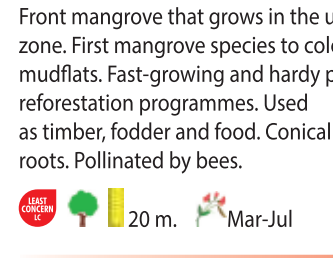 Front mangrove that grows in the
zone. First mangrove species to
mudflats. Fast-growing and hardy
reforestation programmes. Used
as timber, fodder and food. Conical
roots. Pollinated by bees.
LEAST
CONCERN
LC
20 m.
Mar-Jul